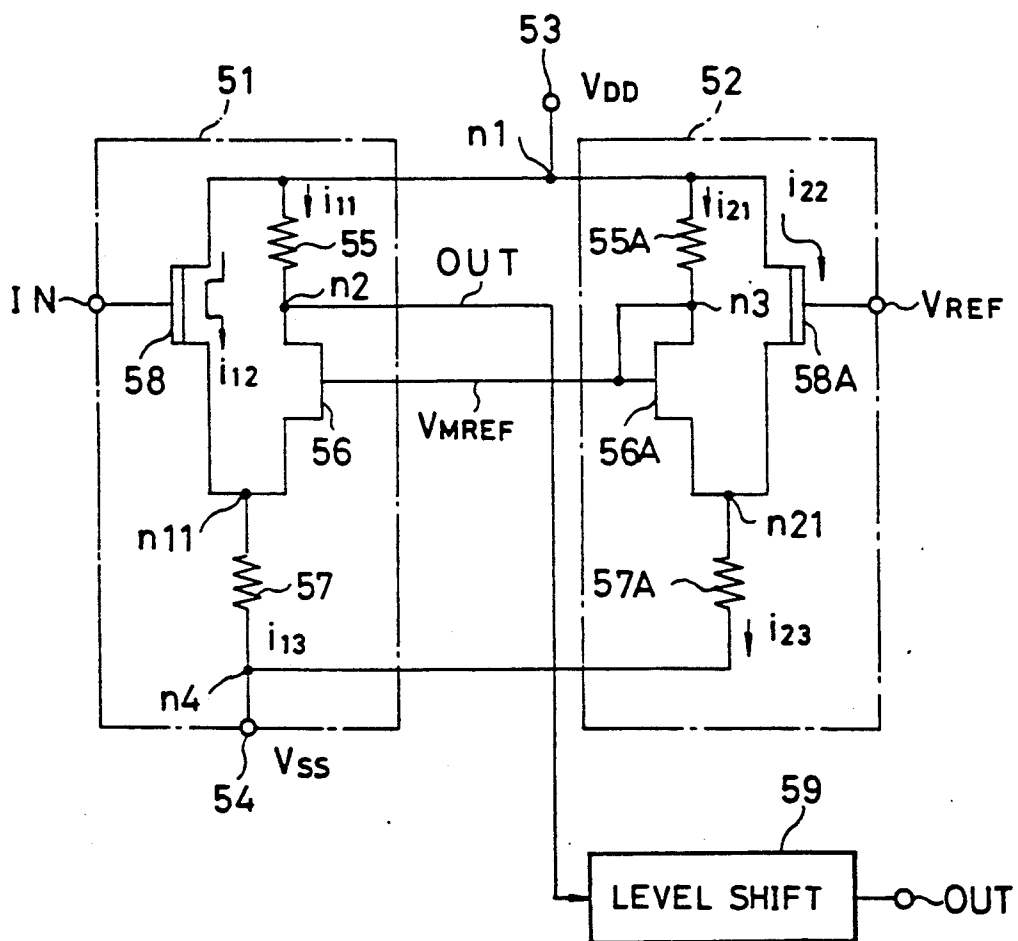 53
51
VDD
52
n1
i11
i21
i22
55
55A
OUT
IN
n2
n3
VREF
58
i12
58A
VMREF
56
56A
n11
n21
57
57A
i13
i23
n4
VSS
54
59
LEVEL SHIFT
OUT